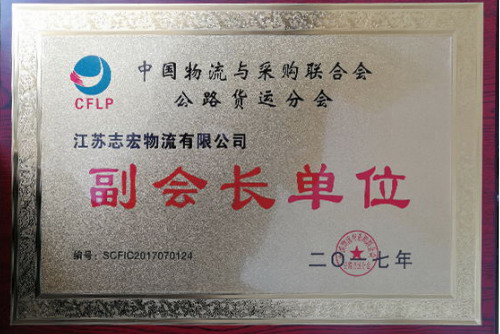 CFLP
中国物流与采购联合会
公路货运分会
江苏志宏物流有限公司
副会长单位
编号：SCFIC2017070124
二〇一七年